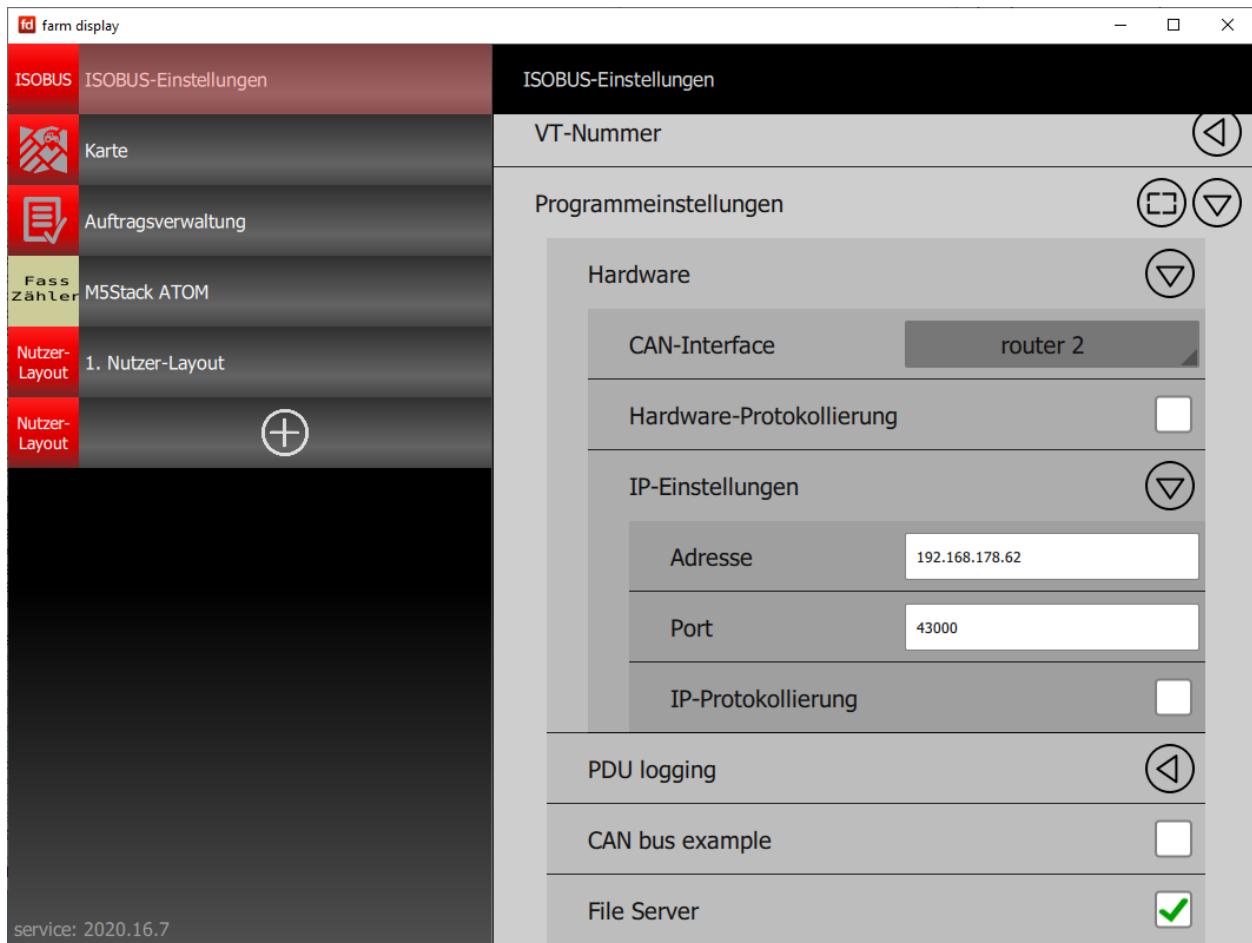 fd farm display
ISOBUS ISOBUS-Einstellungen
Karte
Auftragsverwaltung
Fass
Zähler
M5Stack ATOM
Nutzer-
Layout
1. Nutzer-Layout
Nutzer-
Layout
service: 2020.16.7
ISOBUS-Einstellungen
VT-Nummer
Programmeinstellungen
Hardware
CAN-Interface router 2
Hardware-Protokollierung
IP-Einstellungen
Adresse 192.168.178.62
Port 43000
IP-Protokollierung
PDU logging
CAN bus example
File Server